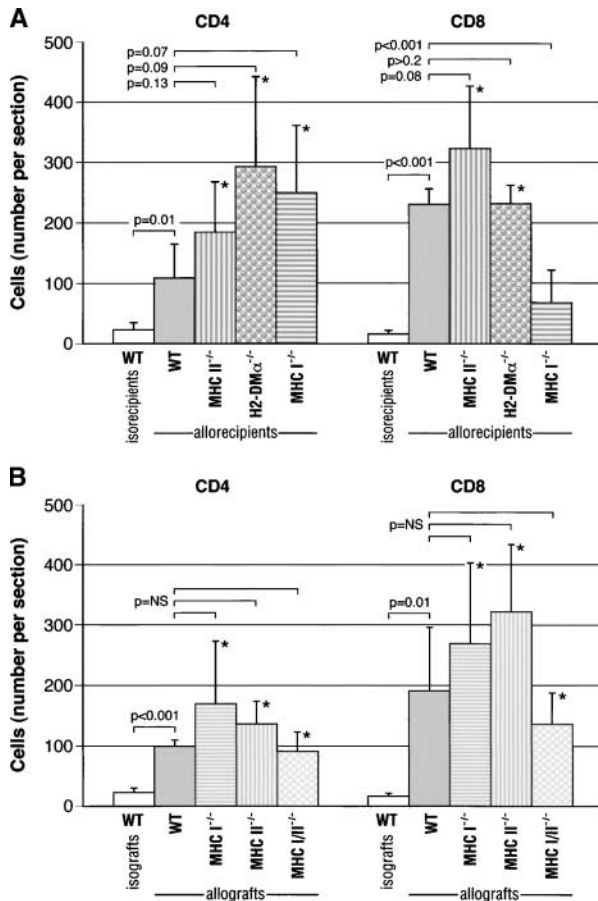 A
CD4
CD8
Cells (number per section)
500
400
300
200
100
0
p=0.07
p=0.09
p=0.13
p=0.01
*
*
*
p<0.001
p>0.2
p=0.08
p<0.001
*
*
WT
isorecipients
WT
MHC II-/-
H2-DMα-/-
MHC I-/-
allorecipients
WT
isorecipients
WT
MHC II-/-
H2-DMα-/-
MHC I-/-
allorecipients
B
CD4
CD8
Cells (number per section)
500
400
300
200
100
0
p=NS
p<0.001
*
*
*
p=NS
p=0.01
*
*
*
WT
isografts
WT
MHC I-/-
MHC II-/-
MHC I/II-/-
allografts
WT
isografts
WT
MHC I-/-
MHC II-/-
MHC I/II-/-
allografts